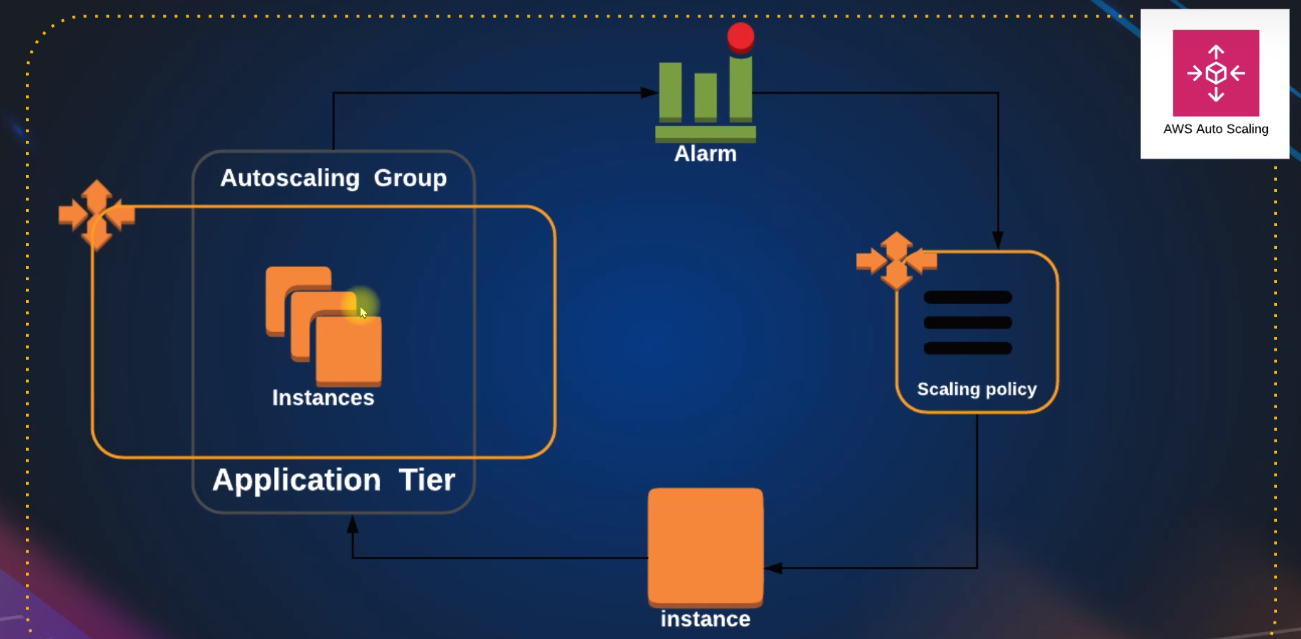 AWS Auto Scaling
Alarm
Autoscaling Group
Instances
Scaling policy
Application Tier
instance